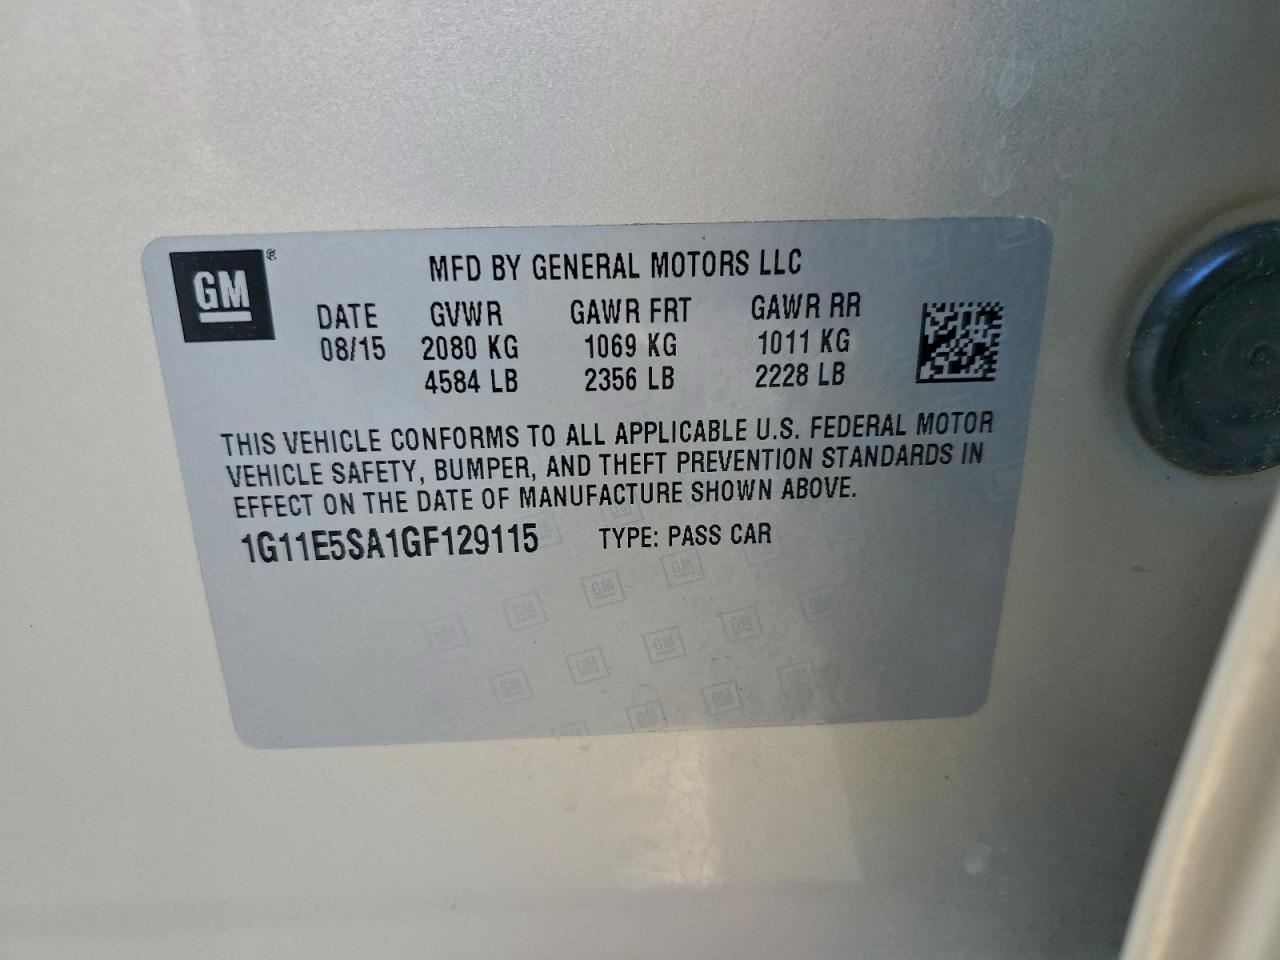 GM®
MFD BY GENERAL MOTORS LLC
DATE GVWR GAWR FRT GAWR RR
08/15 2080 KG 1069 KG 1011 KG
4584 LB 2356 LB 2228 LB
THIS VEHICLE CONFORMS TO ALL APPLICABLE U.S. FEDERAL MOTOR
VEHICLE SAFETY, BUMPER, AND THEFT PREVENTION STANDARDS IN
EFFECT ON THE DATE OF MANUFACTURE SHOWN ABOVE.
1G11E5SA1GF129115 TYPE: PASS CAR